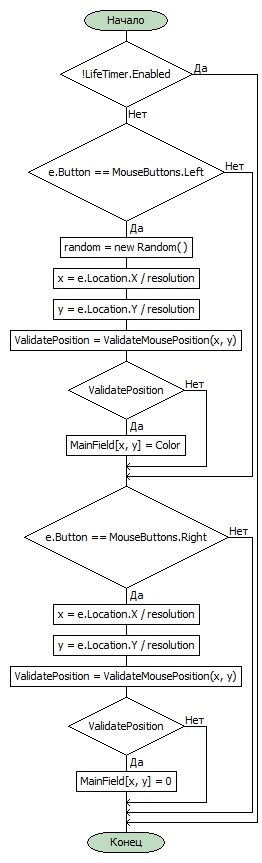 Начало
!LifeTimer.Enabled
Да
Нет
e.Button == MouseButtons.Left
Нет
Да
random = new Random()
x = e.Location.X / resolution
y = e.Location.Y / resolution
ValidatePosition = ValidateMousePosition(x, y)
ValidatePosition
Нет
Да
MainField[x, y] = Color
e.Button == MouseButtons.Right
Нет
Да
x = e.Location.X / resolution
y = e.Location.Y / resolution
ValidatePosition = ValidateMousePosition(x, y)
ValidatePosition
Нет
Да
MainField[x, y] = 0
Конец